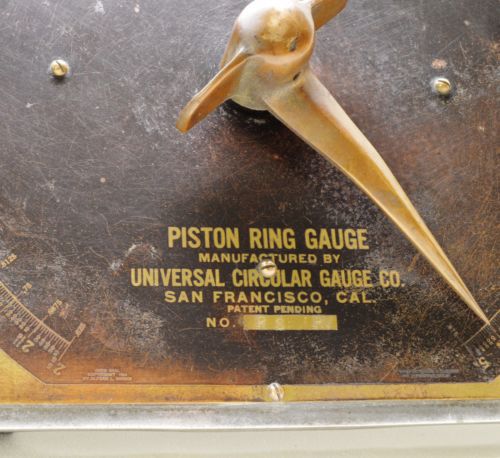 PISTON RING GAUGE
MANUFACTURED BY
UNIVERSAL CIRCULAR GAUGE CO.
SAN FRANCISCO, CAL.
PATENT PENDING
NO.